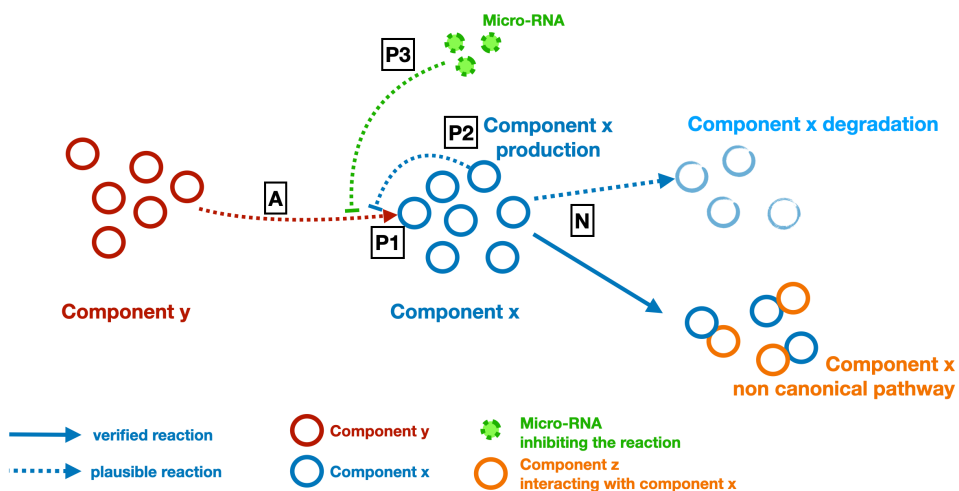 Micro-RNA
P3
P2
Component x
production
Component x degradation
A
P1
N
Component y
Component x
Component x
non canonical pathway
verified reaction
plausible reaction
Component y
Component x
Micro-RNA
inhibiting the reaction
Component z
interacting with component x